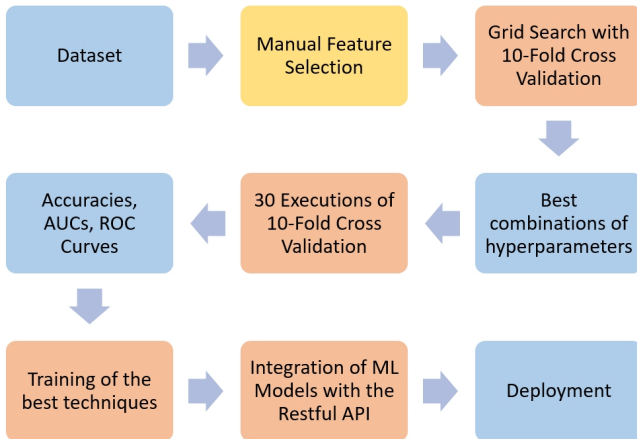 Dataset
Manual Feature
Selection
Grid Search with
10-Fold Cross
Validation
Best
combinations of
hyperparameters
30 Executions of
10-Fold Cross
Validation
Accuracies,
AUCs, ROC
Curves
Training of the
best techniques
Integration of ML
Models with the
Restful API
Deployment